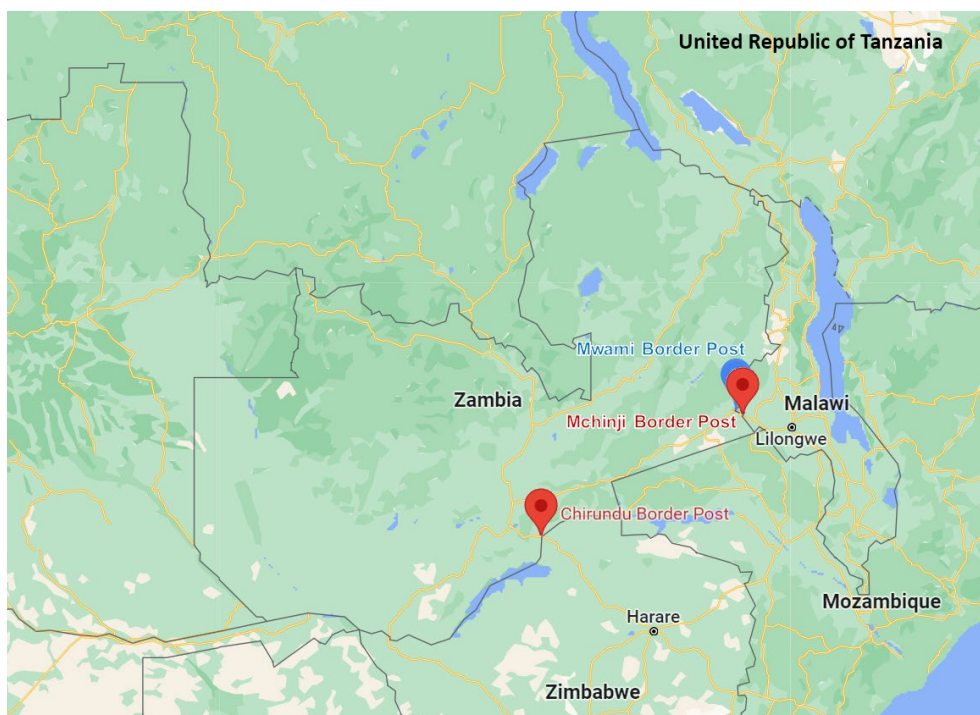 United Republic of Tanzania
Mwami Border Post
Zambia
Malawi
Mchinji Border Post
Lilongwe
Chirundu Border Post
Mozambique
Harare
Zimbabwe